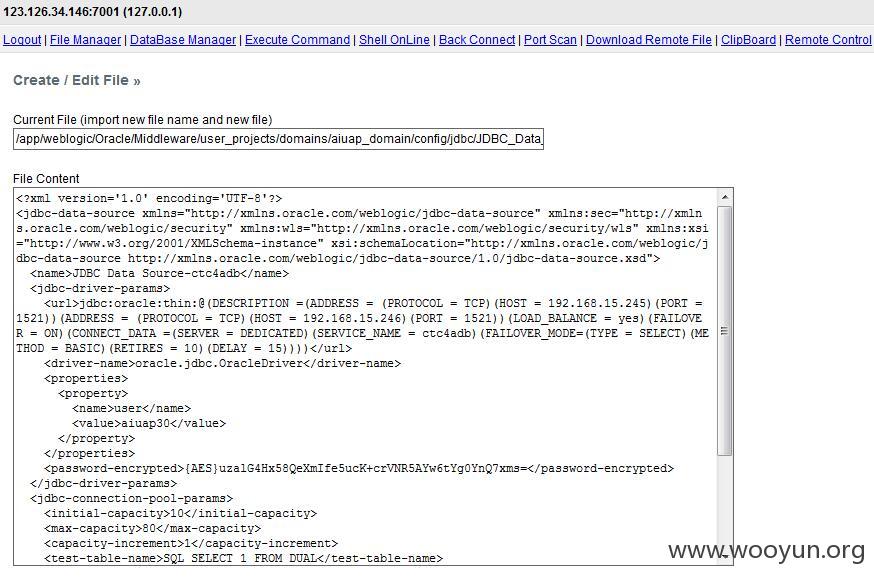 123.126.34.146:7001 (127.0.0.1)
Logout | File Manager | DataBase Manager | Execute Command | Shell OnLine | Back Connect | Port Scan | Download Remote File | ClipBoard | Remote Control
Create / Edit File »
Current File (import new file name and new file)
/app/weblogic/Oracle/Middleware/user_projects/domains/aiuap_domain/config/jdbc/JDBC_Data_
File Content
<?xml version='1.0' encoding='UTF-8'?>
<jdbc-data-source xmlns="http://xmlns.oracle.com/weblogic/jdbc-data-source" xmlns:sec="http://xmln
s.oracle.com/weblogic/security" xmlns:wls="http://xmlns.oracle.com/weblogic/security/wls" xmlns:xsi
="http://www.w3.org/2001/XMLSchema-instance" xsi:schemaLocation="http://xmlns.oracle.com/weblogic/j
dbc-data-source http://xmlns.oracle.com/weblogic/jdbc-data-source/1.0/jdbc-data-source.xsd">
<name>JDBC Data Source-ctc4adb</name>
<jdbc-driver-params>
<url>jdbc:oracle:thin:@(DESCRIPTION =(ADDRESS = (PROTOCOL = TCP)(HOST = 192.168.15.245)(PORT =
1521))(ADDRESS = (PROTOCOL = TCP)(HOST = 192.168.15.246)(PORT = 1521))(LOAD_BALANCE = yes)(FAILOVE
R = ON)(CONNECT_DATA =(SERVER = DEDICATED)(SERVICE_NAME = ctc4adb)(FAILOVER_MODE=(TYPE = SELECT)(ME
THOD = BASIC)(RETIRES = 10)(DELAY = 15))))</url>
<driver-name>oracle.jdbc.OracleDriver</driver-name>
<properties>
<property>
<name>user</name>
<value>aiuap30</value>
</property>
</properties>
<password-encrypted>{AES}uzalG4Hx58QeXmIfe5ucK+crVNR5AYw6tYg0YnQ7xms=</password-encrypted>
</jdbc-driver-params>
<jdbc-connection-pool-params>
<initial-capacity>10</initial-capacity>
<max-capacity>80</max-capacity>
<capacity-increment>1</capacity-increment>
<test-table-name>SQL SELECT 1 FROM DUAL</test-table-name>
www.wooyun.org